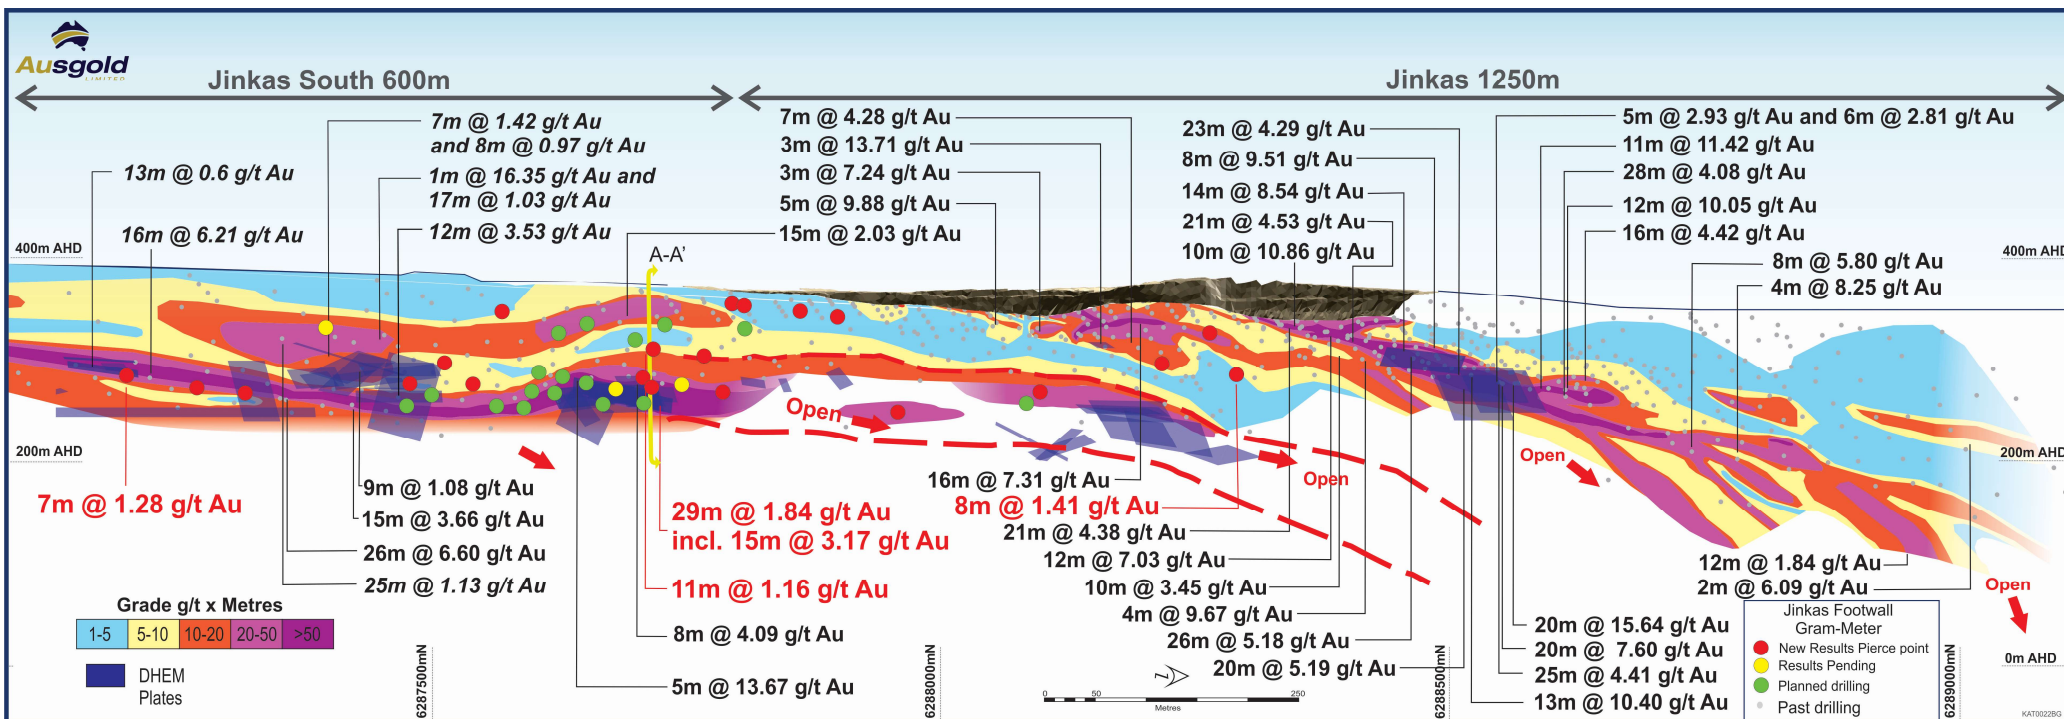 Ausgold
LIMITED
Jinkas South 600m
Jinkas 1250m
7m @ 1.42 g/t Au
and 8m @ 0.97 g/t Au
13m @ 0.6 g/t Au
1m @ 16.35 g/t Au and
17m @ 1.03 g/t Au
16m @ 6.21 g/t Au
12m @ 3.53 g/t Au
7m @ 4.28 g/t Au
3m @ 13.71 g/t Au
3m @ 7.24 g/t Au
5m @ 9.88 g/t Au
15m @ 2.03 g/t Au
23m @ 4.29 g/t Au
8m @ 9.51 g/t Au
14m @ 8.54 g/t Au
21m @ 4.53 g/t Au
10m @ 10.86 g/t Au
5m @ 2.93 g/t Au and 6m @ 2.81 g/t Au
11m @ 11.42 g/t Au
28m @ 4.08 g/t Au
12m @ 10.05 g/t Au
16m @ 4.42 g/t Au
8m @ 5.80 g/t Au
4m @ 8.25 g/t Au
400m AHD
400m AHD
A-A'
Open
200m AHD
200m AHD
Open
Open
7m @ 1.28 g/t Au
9m @ 1.08 g/t Au
15m @ 3.66 g/t Au
26m @ 6.60 g/t Au
25m @ 1.13 g/t Au
29m @ 1.84 g/t Au
incl. 15m @ 3.17 g/t Au
11m @ 1.16 g/t Au
8m @ 4.09 g/t Au
5m @ 13.67 g/t Au
16m @ 7.31 g/t Au
8m @ 1.41 g/t Au
21m @ 4.38 g/t Au
12m @ 7.03 g/t Au
10m @ 3.45 g/t Au
4m @ 9.67 g/t Au
26m @ 5.18 g/t Au
20m @ 5.19 g/t Au
12m @ 1.84 g/t Au
2m @ 6.09 g/t Au
Open
20m @ 15.64 g/t Au
20m @ 7.60 g/t Au
25m @ 4.41 g/t Au
13m @ 10.40 g/t Au
Grade g/t x Metres
1-5 5-10 10-20 20-50 >50
DHEM
Plates
6287500mN
6288000mN
6288500mN
6289000mN
z
0 50 250
Metres
Jinkas Footwall
Gram-Meter
New Results Pierce point
Results Pending
Planned drilling
Past drilling
0m AHD
KAT0022BG